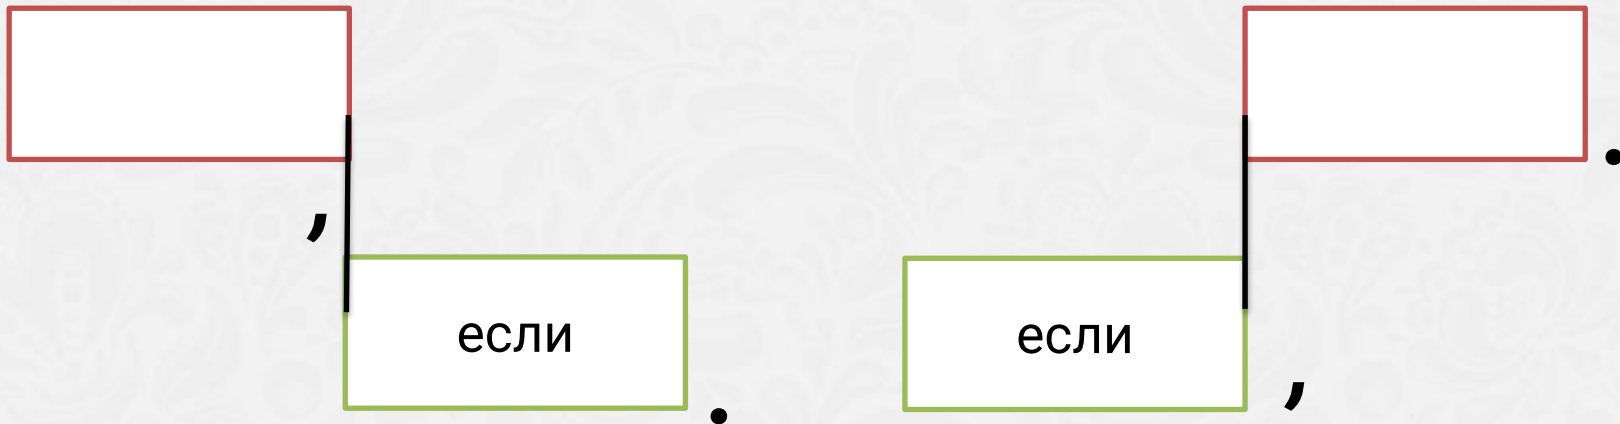 .
,
если если
. ,